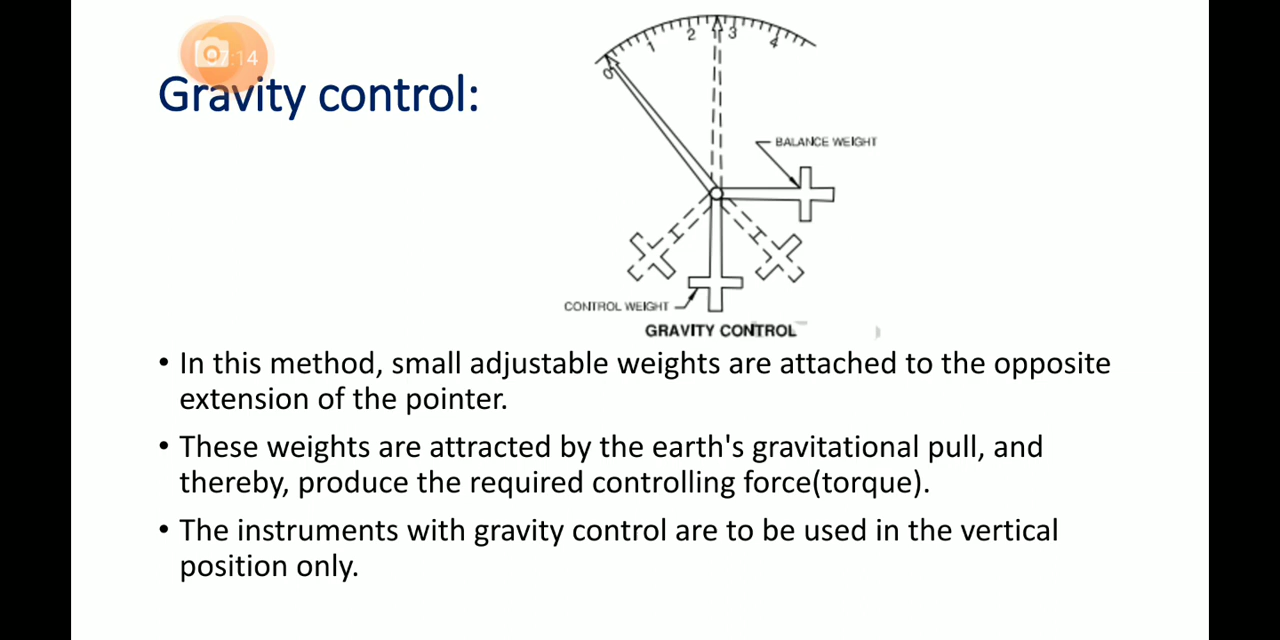 07:14
Gravity control:
0
1
2
3
4
BALANCE WEIGHT
CONTROL WEIGHT
GRAVITY CONTROL
• In this method, small adjustable weights are attached to the opposite
extension of the pointer.
• These weights are attracted by the earth's gravitational pull, and
thereby, produce the required controlling force(torque).
• The instruments with gravity control are to be used in the vertical
position only.